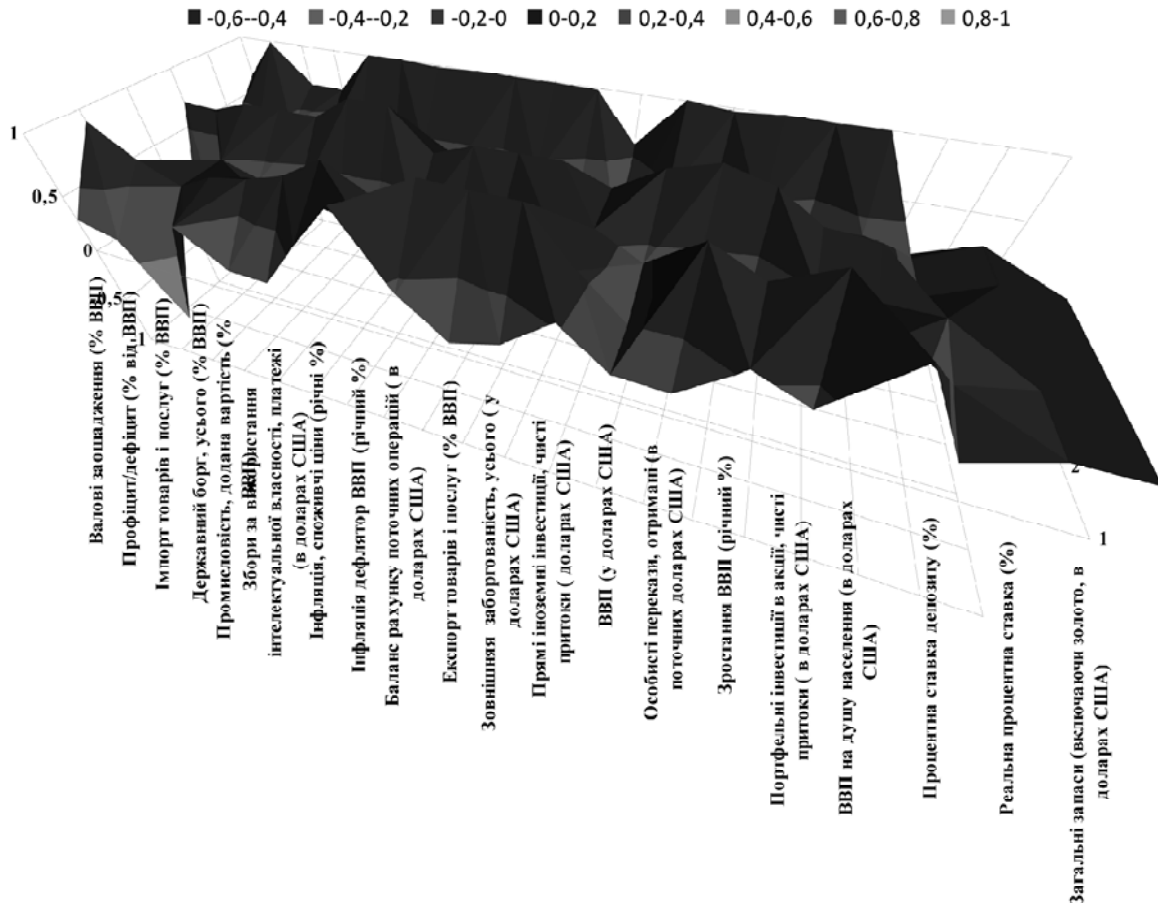 -0,6--0,4 -0,4--0,2 -0,2-0 0-0,2 0,2-0,4 0,4-0,6 0,6-0,8 0,8-1
1
0,5
0
0,5
1
2
1
Валові заощадження (% ВВП)
Профіцит/дефіцит (% від ВВП)
Імпорт товарів і послуг (% ВВП)
Державний борг, усього (% ВВП)
Промисловість, додана вартість (%
Збори за використання
інтелектуальної власності, платежі
(в доларах США)
Інфляція, споживчі ціни (річні %)
Інфляція дефлятор ВВП (річний %)
Баланс рахунку поточних операцій ( в
доларах США)
Експорт товарів і послуг (% ВВП)
Зовнішняя заборгованість, усього ( у
доларах США)
Прямі іноземні інвестиції, чисті
притоки ( доларах США)
ВВП (у доларах США)
Особисті перекази, отримані (в
поточних доларах США)
Зростання ВВП (річний %)
Портфельні інвестиції в акції, чисті
притоки ( в доларах США)
ВВП на душу населення (в доларах
США)
Процентна ставка депозиту (%)
Реальна процентна ставка (%)
Загальні запаси (включаючи золото, в
доларах США)